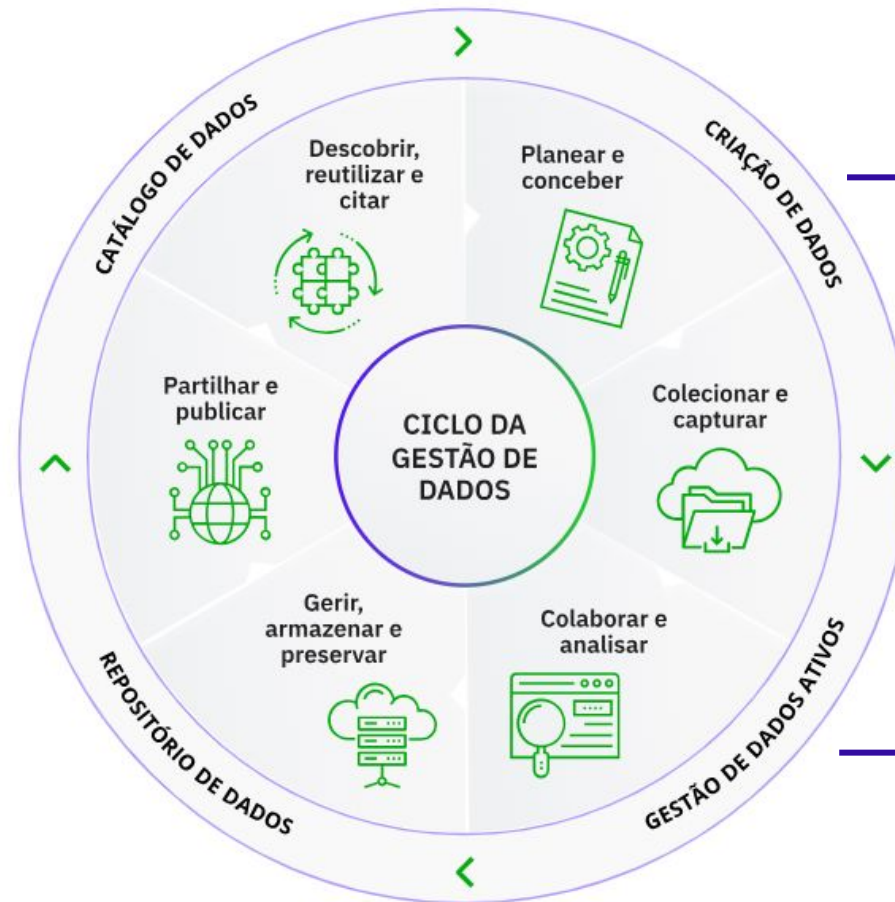 CATÁLOGO DE DADOS
CRIAÇÃO DE DADOS
Descobrir,
reutilizar e
citar
Planear e
conceber
Partilhar e
publicar
CICLO DA
GESTÃO DE
DADOS
Colecionar e
capturar
Gerir,
armazenar e
preservar
Colaborar e
analisar
REPOSITÓRIO DE DADOS
GESTÃO DE DADOS ATIVOS